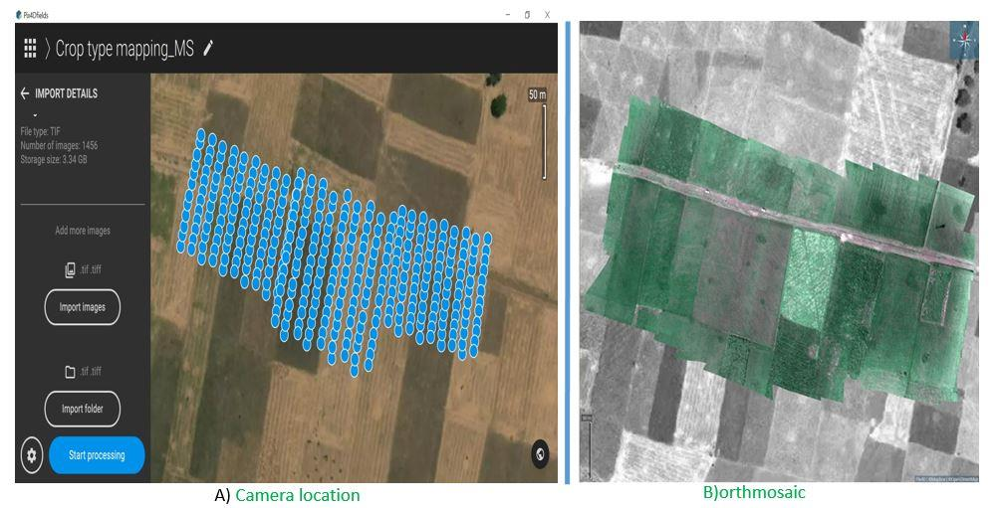 Pix4Dfields
Crop type mapping_MS
IMPORT DETAILS
50 m
File type: TIF
Number of images: 1456
Storage size: 3.34 GB
Add more images
.tif .tiff
Import images
.tif .tiff
Import folder
Start processing
A) Camera location
B)orthmosaic